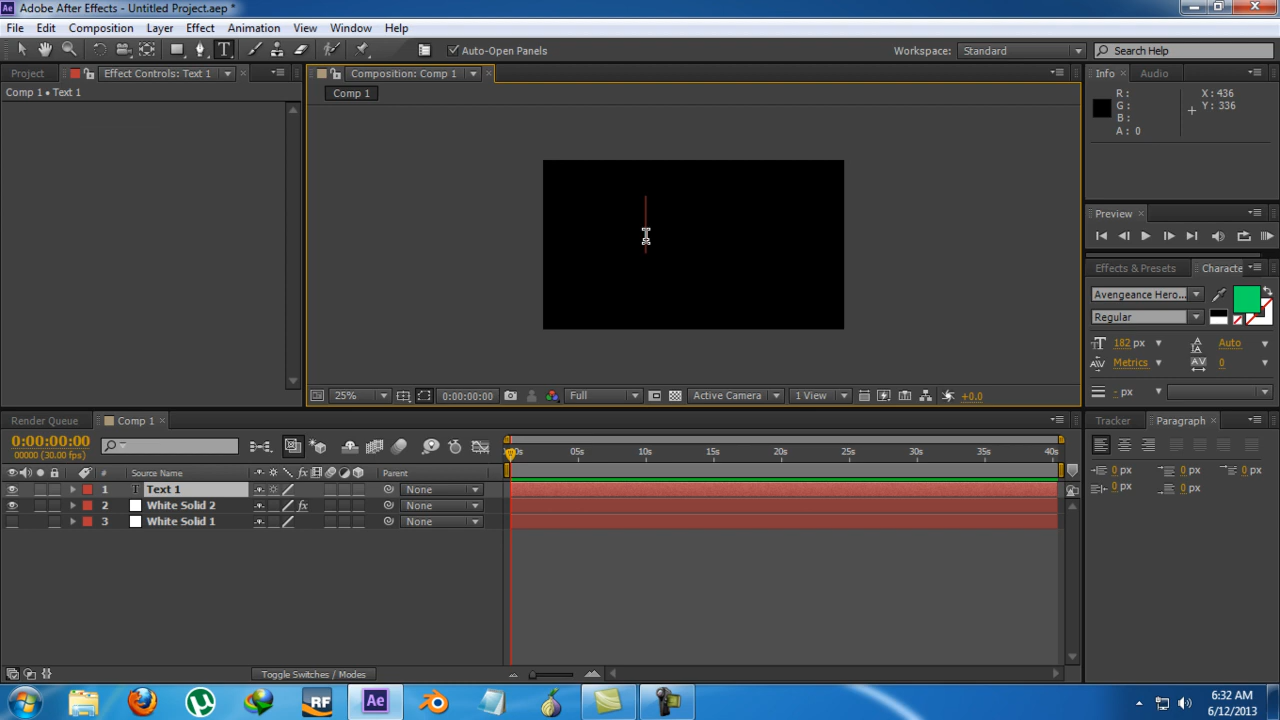 Adobe After Effects - Untitled Project.aep *
File Edit Composition Layer Effect Animation View Window Help
Auto-Open Panels
Workspace: Standard
Search Help
Project
Effect Controls: Text 1
Comp 1 • Text 1
Composition: Comp 1
Comp 1
25%
0:00:00:00
Full
Active Camera
1 View
+0.0
Info
Audio
R :
G :
B :
A : 0
X : 436
Y : 336
Preview
Effects & Presets
Characte
Avengeance Hero...
Regular
182 px
Auto
Metrics
0
- px
Tracker
Paragraph
0 px
0 px
0 px
0 px
0 px
Render Queue
Comp 1
0:00:00:00
00000 (30.00 fps)
# Source Name
Parent
05s 10s 15s 20s 25s 30s 35s 40s
1 T Text 1 None
2 White Solid 2 fx None
3 White Solid 1 None
Toggle Switches / Modes
RF
Ae
6:32 AM
6/12/2013